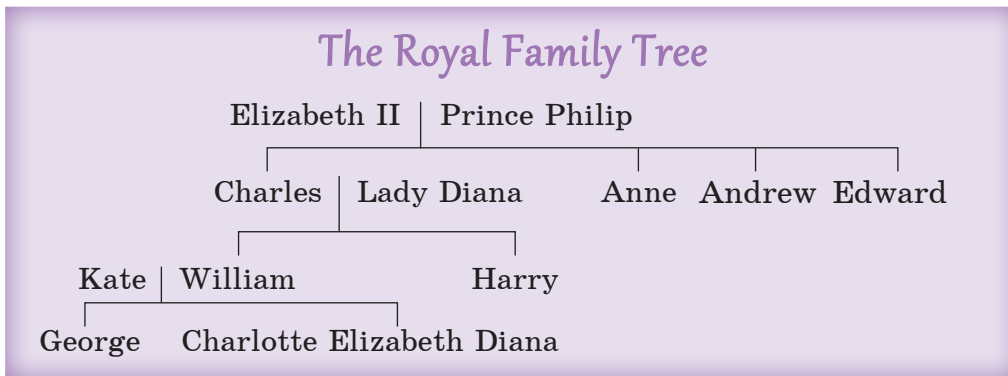 The Royal Family Tree
Elizabeth II Prince Philip
Charles Lady Diana Anne Andrew Edward
Kate William Harry
George Charlotte Elizabeth Diana